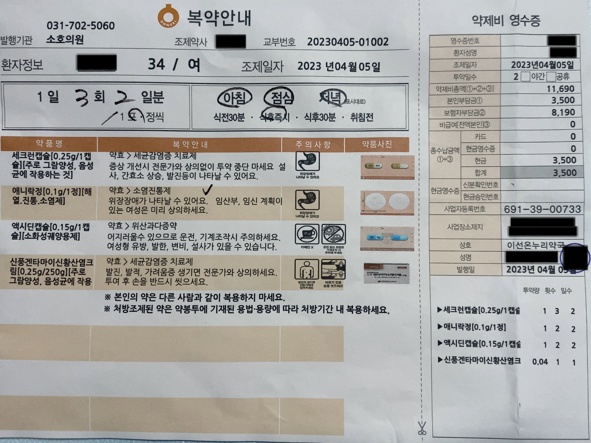 복약안내
031-702-5060
발행기관 소호의원 조제약사 교부번호 20230405-01002
환자정보 34 / 여 조제일자 2023 년04월05일
1일 3회 2일분
1 정씩
아침 점심 저녁
식전30분 · 식후즉시 · 식후30분 · 취침전
약품명 복약안내 주의사항 약품사진
세크런캡슐[0.25g/1캡슐][주로 그람양성, 음성균에 작용하는 것]
약효 > 세균감염증 치료제
증상 개선시 전문가와 상의없이 투약 중단 마세요. 설사, 간효소 상승, 발진등이 나타날 수 있어요.
애니락정[0.1g/1정][해열.진통.소염제]
약효 > 소염진통제
위장장애가 나타날 수 있어요. 임산부, 임신 계획이 있는 여성은 미리 상의하세요.
액시딘캡슐[0.15g/1캡슐][소화성궤양용제]
약효 > 위산과다증약
어지러울수 있으므로 운전, 기계조작시 주의하세요. 여성형 유방, 발한, 변비, 설사가 있을 수 있습니다.
신풍겐타마이신황산염크림[0.25g/250g][주로 그람양성, 음성균에 작용
약효 > 세균감염증 치료제
발진, 발적, 가려움증 생기면 전문가와 상의하세요. 투여 후 손을 반드시 씻으세요.
※ 본인의 약은 다른 사람과 같이 복용하지 마세요.
※ 처방조제된 약은 약봉투에 기재된 용법·용량에 따라 처방기간 내 복용하세요.
약제비 영수증
영수증번호
환자성명
조제일자 2023년04월05일
투약일수 2 야간 공휴
약제비총액(①+②+③) 11,690
본인부담금① 3,500
보험자부담금② 8,190
비급여(전액본인)③ 0
총수납금액 ①+③
카드 0
현금영수증 0
현금 3,500
합계 3,500
현금영수증
신분확인번호
현금승인번호
사업자등록번호 691-39-00733
사업장소재지
상호 이선온누리약국
성명
발행일 2023년 04월 05일
투약량 횟수 일수
▶세크런캡슐[0.25g/1캡슐 1 3 2
▶애니락정[0.1g/1정] 1 2 2
▶액시딘캡슐[0.15g/1캡슐 1 2 2
▶신풍겐타마이신황산염크 0.04 1 1